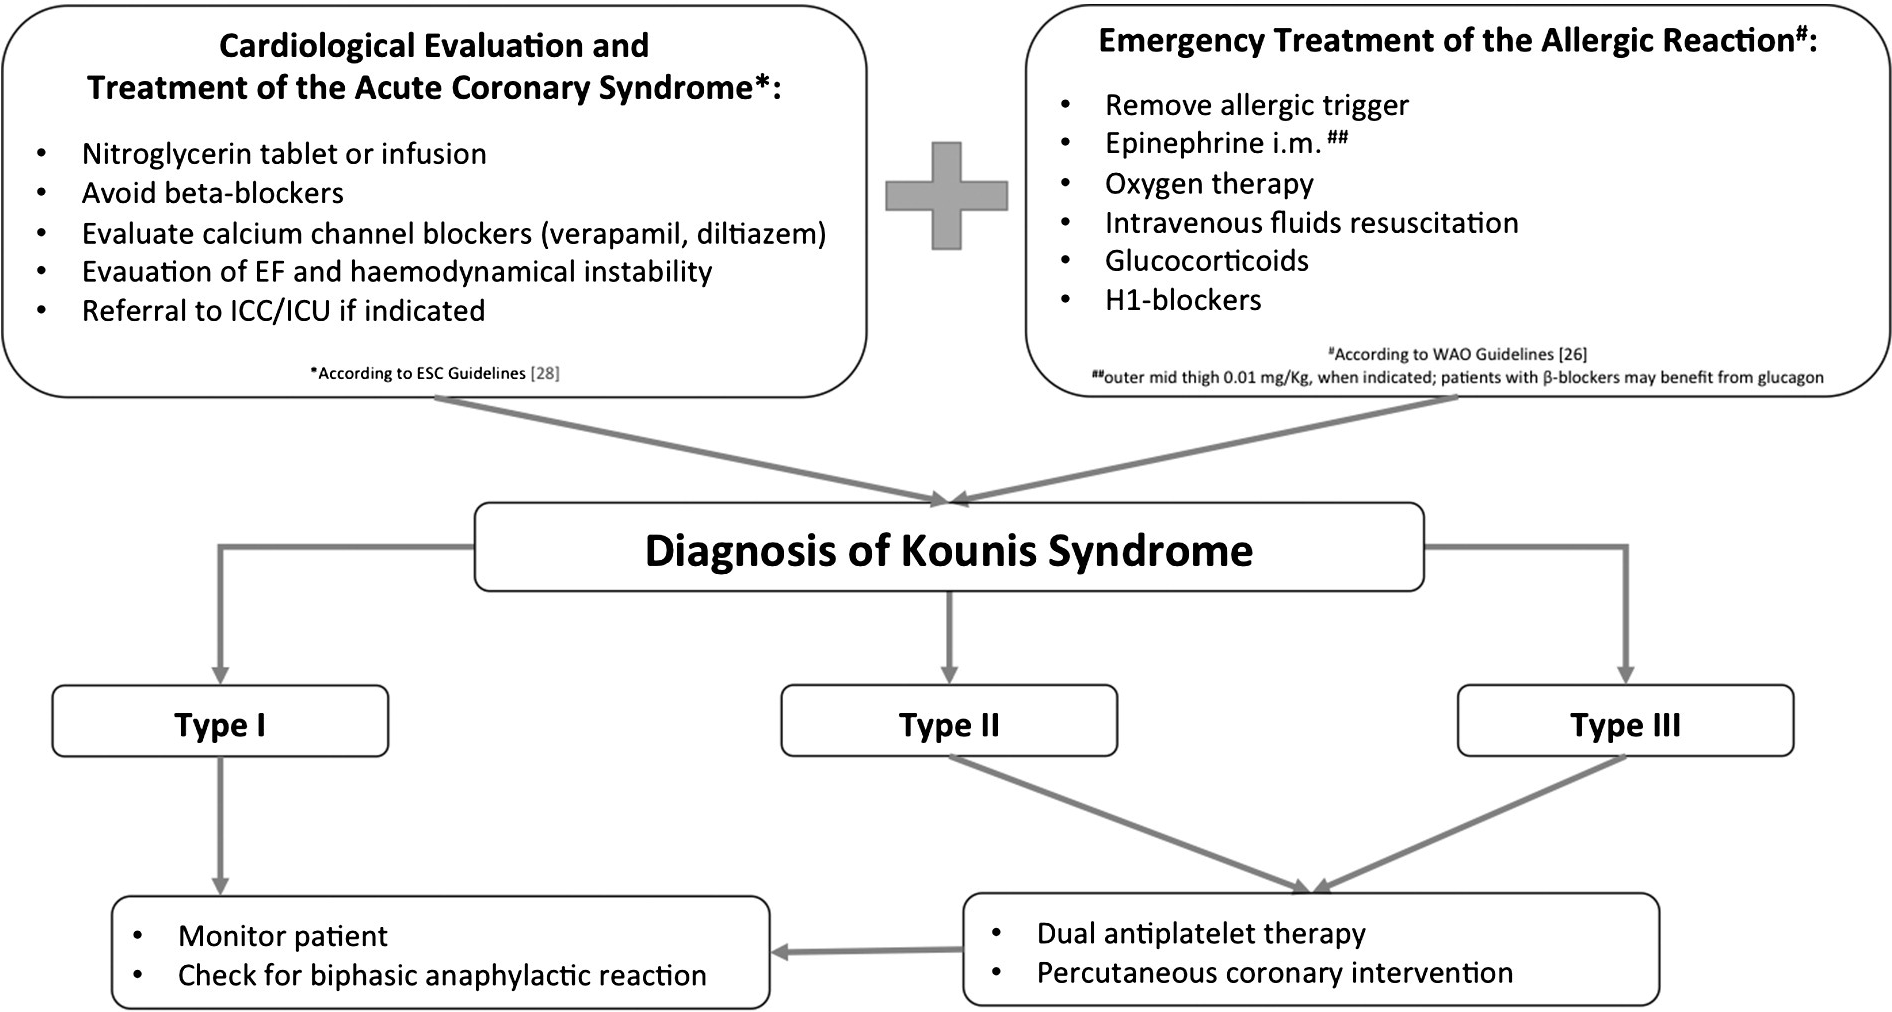 Cardiological Evaluation and
Treatment of the Acute Coronary Syndrome*:
• Nitroglycerin tablet or infusion
• Avoid beta-blockers
• Evaluate calcium channel blockers (verapamil, diltiazem)
• Evauation of EF and haemodynamical instability
• Referral to ICC/ICU if indicated
*According to ESC Guidelines [28]
Emergency Treatment of the Allergic Reaction#:
• Remove allergic trigger
• Epinephrine i.m. ##
• Oxygen therapy
• Intravenous fluids resuscitation
• Glucocorticoids
• H1-blockers
#According to WAO Guidelines [26]
##outer mid thigh 0.01 mg/Kg, when indicated; patients with β-blockers may benefit from glucagon
Diagnosis of Kounis Syndrome
Type I
Type II
Type III
• Monitor patient
• Check for biphasic anaphylactic reaction
• Dual antiplatelet therapy
• Percutaneous coronary intervention